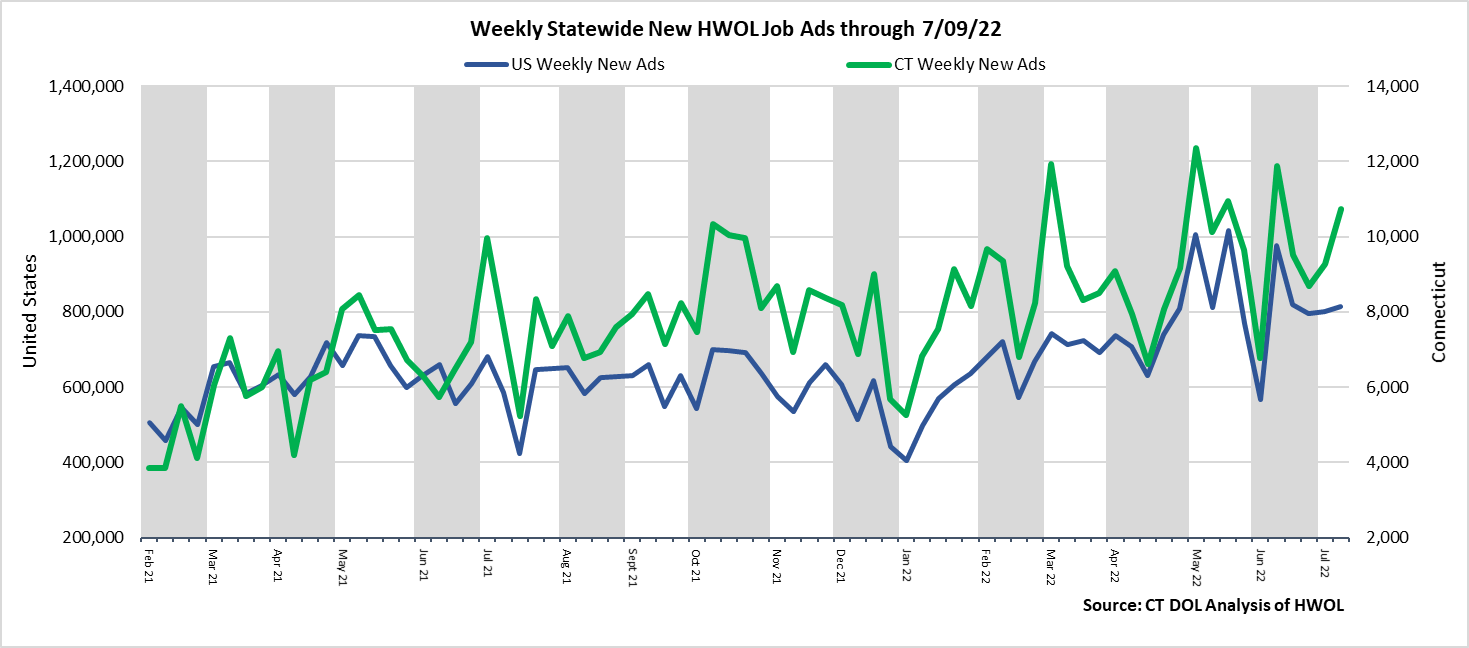 Weekly Statewide New HWOL Job Ads through 7/09/22
US Weekly New Ads
CT Weekly New Ads
1,400,000
1,200,000
1,000,000
800,000
600,000
400,000
200,000
United States
14,000
12,000
10,000
8,000
6,000
4,000
2,000
Connecticut
Feb 21
Mar 21
Apr 21
May 21
Jun 21
Jul 21
Aug 21
Sept 21
Oct 21
Nov 21
Dec 21
Jan 22
Feb 22
Mar 22
Apr 22
May 22
Jun 22
Jul 22
Source: CT DOL Analysis of HWOL